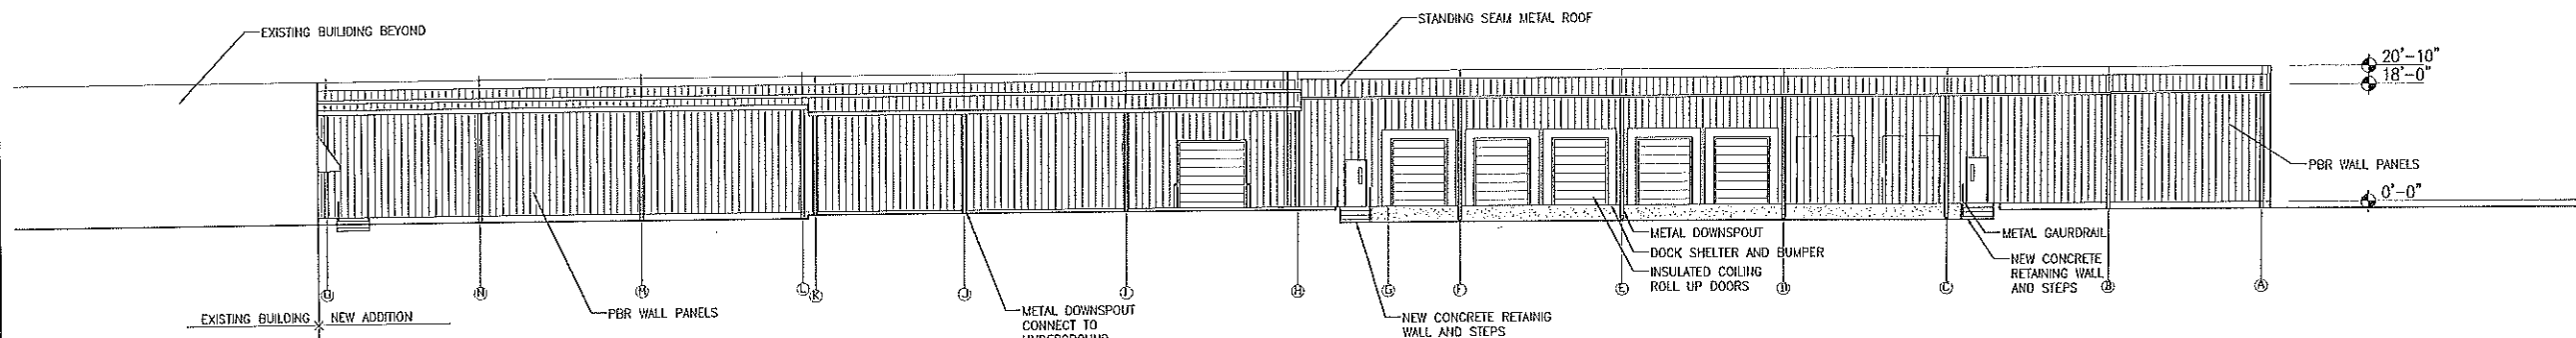 STANDING SEAM METAL ROOF
EXISTING BUILIDING BEYOND
20'-10"
18'-0"
PBR WALL PANELS
0'-0"
METAL DOWNSPOUT
DOCK SHELTER AND BUMPER
INSULATED COILING
ROLL UP DOORS
METAL GAURDRAIL
NEW CONCRETE
RETAINING WALL
AND STEPS
N
M
L
K
J
I
H
G
F
E
D
C
B
A
PBR WALL PANELS
METAL DOWNSPOUT
CONNECT TO
NEW CONCRETE RETAINIG
WALL AND STEPS
EXISTING BUILDING
NEW ADDITION